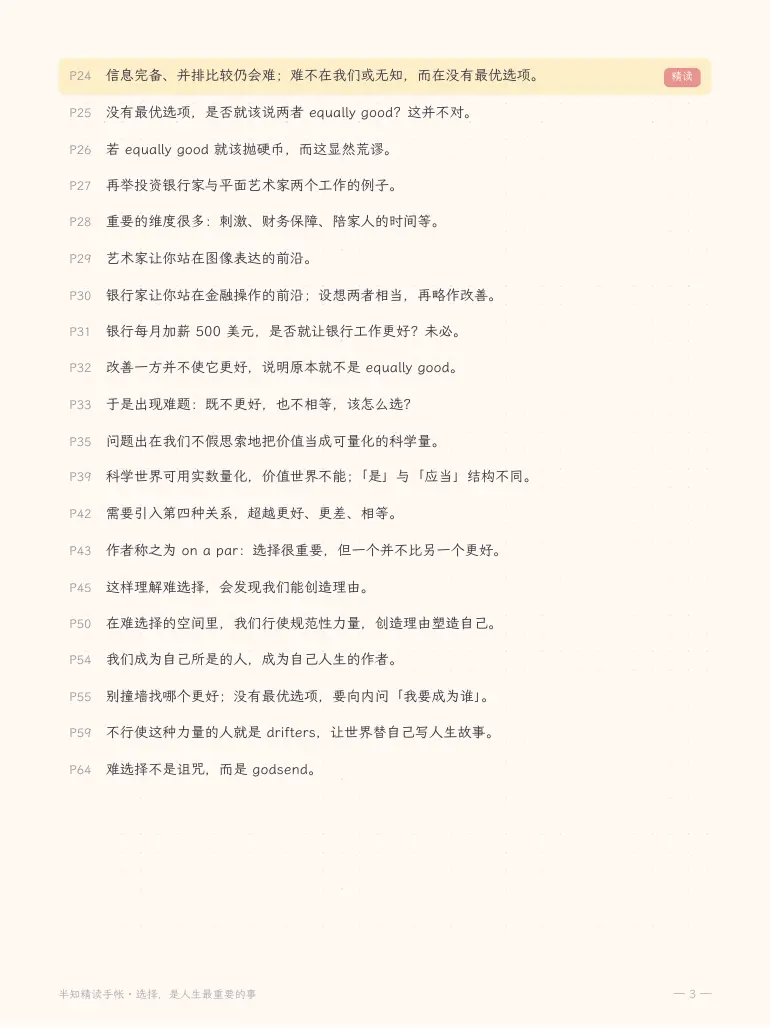 P24 信息完备、并排比较仍会难；难不在我们或无知，而在没有最优选项。 精读
P25 没有最优选项，是否就该说两者 equally good？这并不对。
P26 若 equally good 就该抛硬币，而这显然荒谬。
P27 再举投资银行家与平面艺术家两个工作的例子。
P28 重要的维度很多：刺激、财务保障、陪家人的时间等。
P29 艺术家让你站在图像表达的前沿。
P30 银行家让你站在金融操作的前沿；设想两者相当，再略作改善。
P31 银行每月加薪 500 美元，是否就让银行工作更好？未必。
P32 改善一方并不使它更好，说明原本就不是 equally good。
P33 于是出现难题：既不更好，也不相等，该怎么选？
P35 问题出在我们不假思索地把价值当成可量化的科学量。
P39 科学世界可用实数量化，价值世界不能；「是」与「应当」结构不同。
P42 需要引入第四种关系，超越更好、更差、相等。
P43 作者称之为 on a par：选择很重要，但一个并不比另一个更好。
P45 这样理解难选择，会发现我们能创造理由。
P50 在难选择的空间里，我们行使规范性力量，创造理由塑造自己。
P54 我们成为自己所是的人，成为自己人生的作者。
P55 别撞墙找哪个更好；没有最优选项，要向内问「我要成为谁」。
P59 不行使这种力量的人就是 drifters，让世界替自己写人生故事。
P64 难选择不是诅咒，而是 godsend。
半知精读手帐·选择，是人生最重要的事 — 3 —